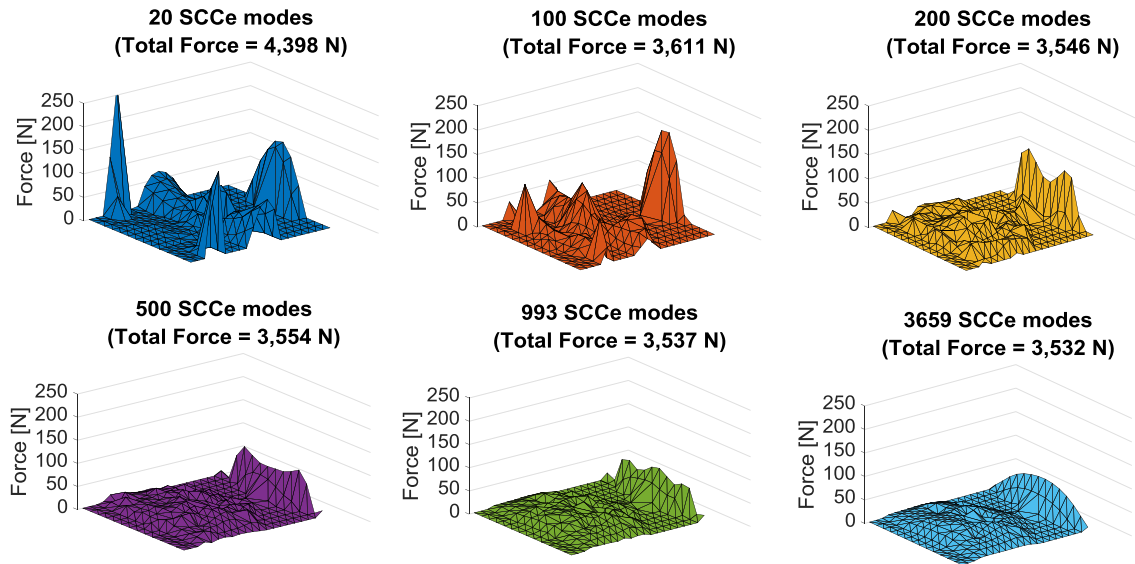 20 SCCe modes
(Total Force = 4,398 N)
100 SCCe modes
(Total Force = 3,611 N)
200 SCCe modes
(Total Force = 3,546 N)
Force [N]
250
200
150
100
50
0
Force [N]
250
200
150
100
50
0
Force [N]
250
200
150
100
50
0
500 SCCe modes
(Total Force = 3,554 N)
993 SCCe modes
(Total Force = 3,537 N)
3659 SCCe modes
(Total Force = 3,532 N)
Force [N]
250
200
150
100
50
0
Force [N]
250
200
150
100
50
0
Force [N]
250
200
150
100
50
0